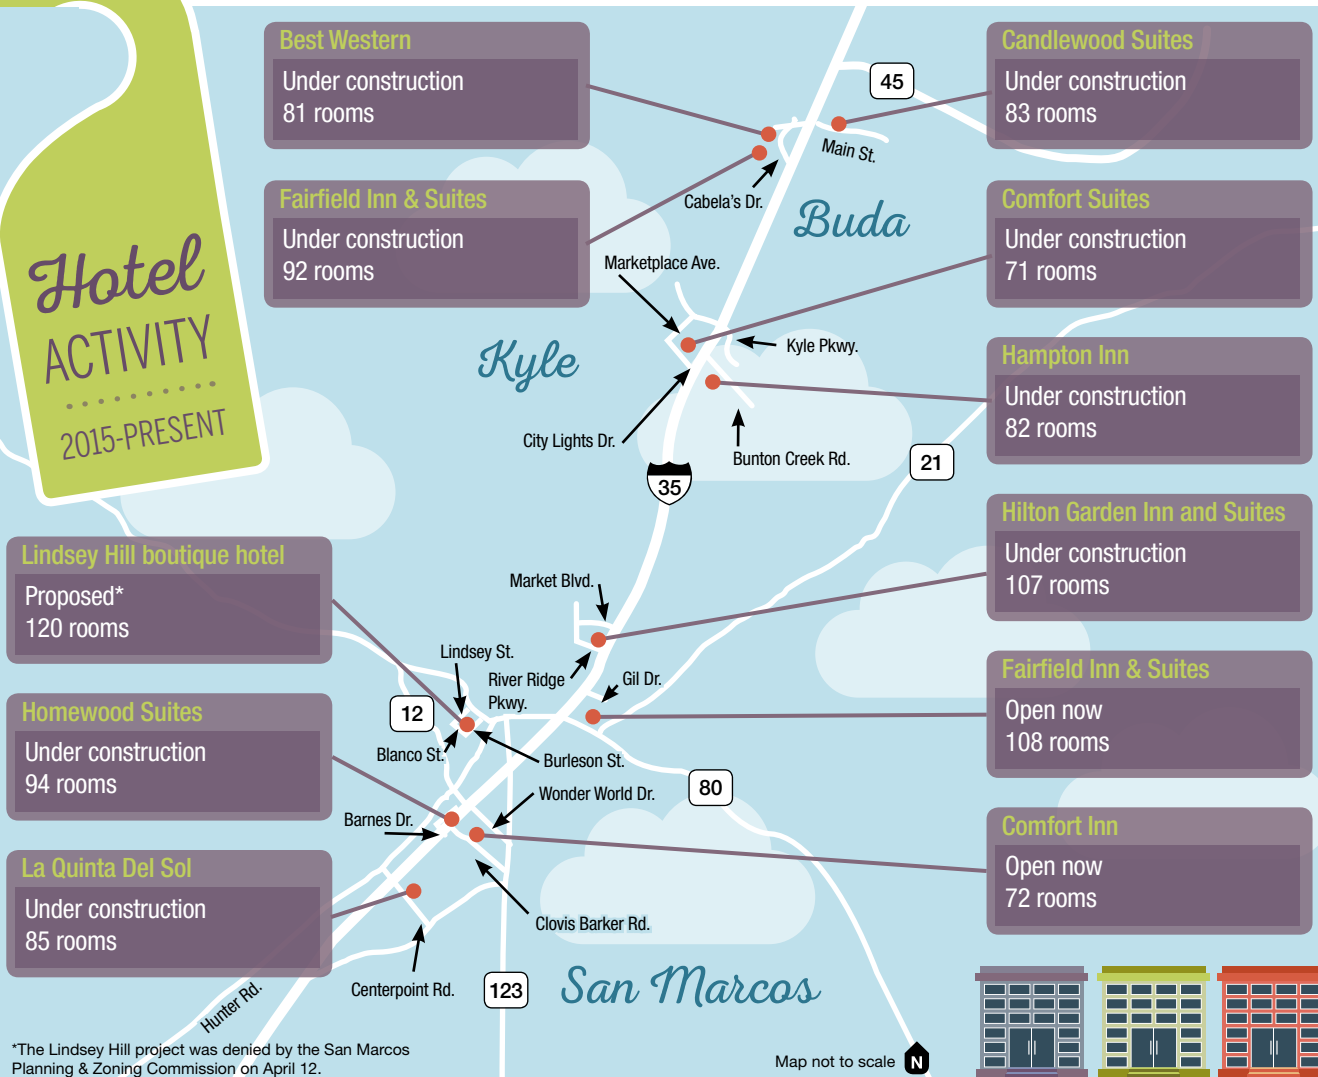 Hotel
ACTIVITY
2015-PRESENT
Best Western
Under construction
81 rooms
Fairfield Inn & Suites
Under construction
92 rooms
Candlewood Suites
Under construction
83 rooms
Comfort Suites
Under construction
71 rooms
Hampton Inn
Under construction
82 rooms
Hilton Garden Inn and Suites
Under construction
107 rooms
Fairfield Inn & Suites
Open now
108 rooms
Comfort Inn
Open now
72 rooms
Lindsey Hill boutique hotel
Proposed*
120 rooms
Homewood Suites
Under construction
94 rooms
La Quinta Del Sol
Under construction
85 rooms
45
Main St.
Cabela's Dr.
Buda
Marketplace Ave.
Kyle Pkwy.
Kyle
City Lights Dr.
Bunton Creek Rd.
21
35
Market Blvd.
Lindsey St.
River Ridge
Pkwy.
Gil Dr.
12
Blanco St.
Burleson St.
80
Wonder World Dr.
Barnes Dr.
Clovis Barker Rd.
Centerpoint Rd.
123
San Marcos
Hunter Rd.
*The Lindsey Hill project was denied by the San Marcos
Planning & Zoning Commission on April 12.
Map not to scale
N